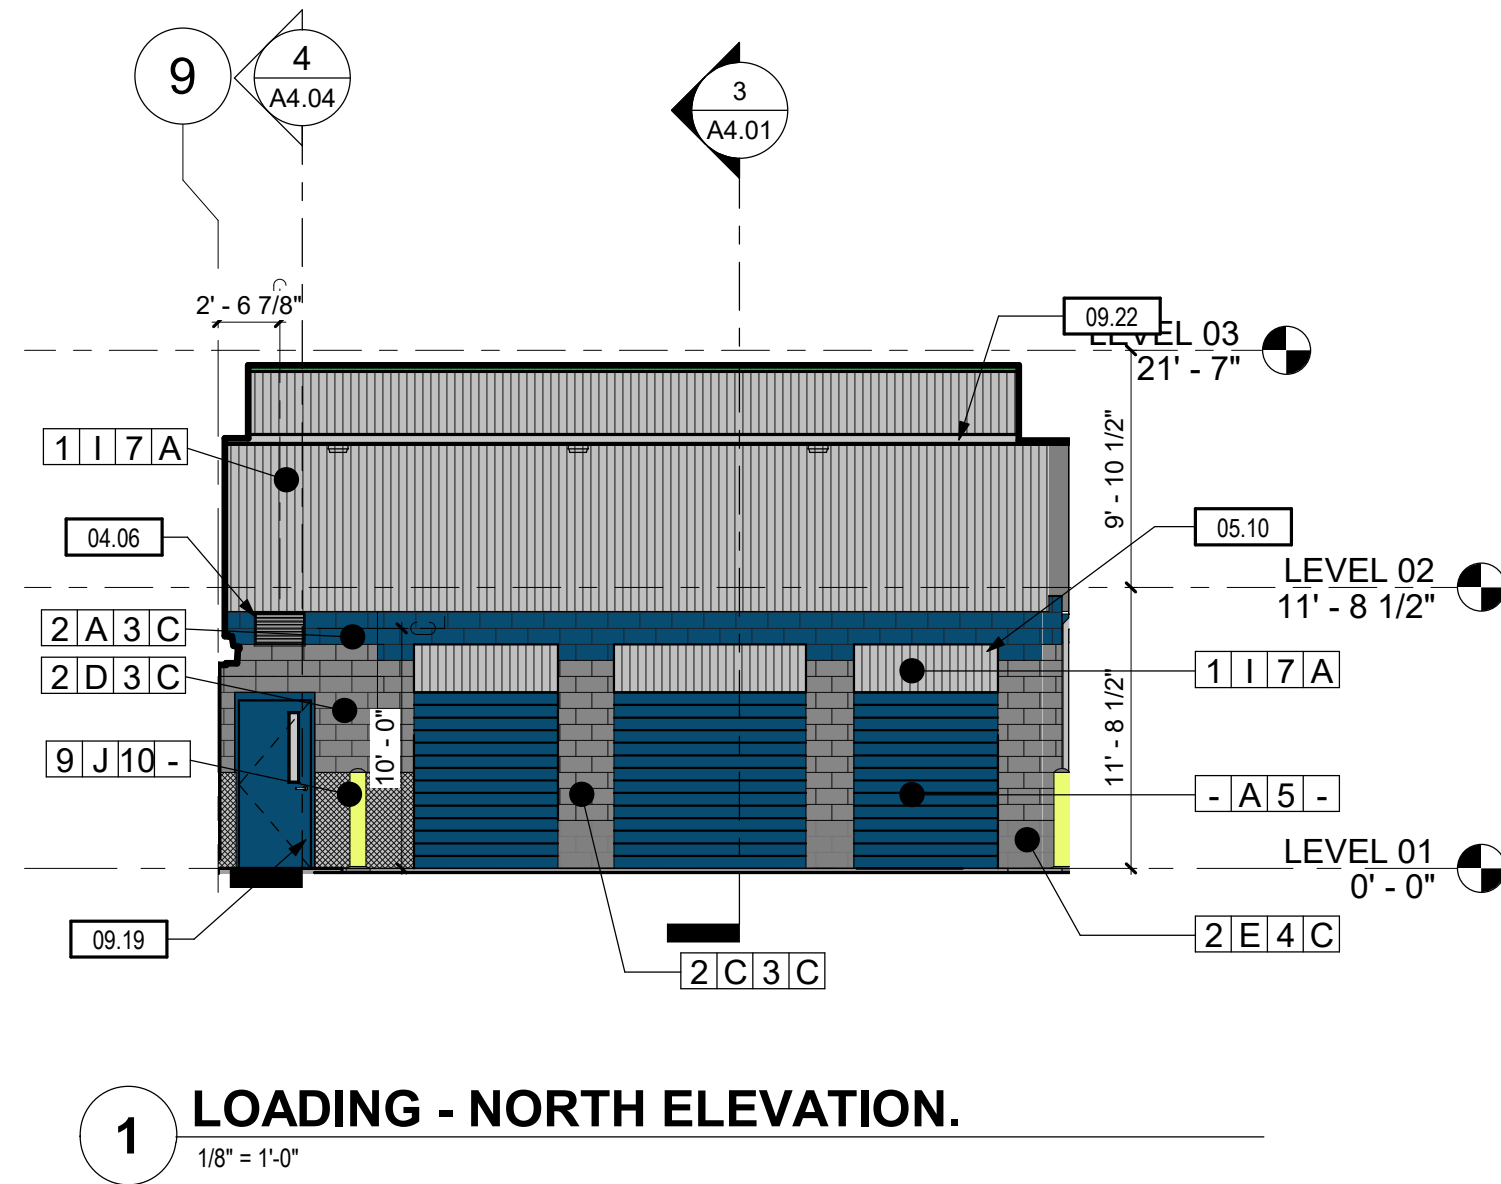 9
4
A4.04
3
A4.01
2' - 6 7/8"
09.22
LEVEL 03
21' - 7"
1 I 7 A
9' - 10 1/2"
04.06
05.10
LEVEL 02
11' - 8 1/2"
2 A 3 C
2 D 3 C
1 I 7 A
10' - 0"
11' - 8 1/2"
9 J 10 -
- A 5 -
LEVEL 01
0' - 0"
09.19
2 E 4 C
2 C 3 C
1
LOADING - NORTH ELEVATION.
1/8" = 1'-0"